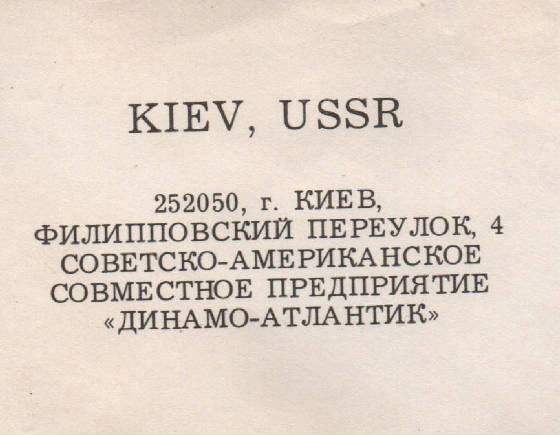 KIEV, USSR
252050, г. КИЕВ,
ФИЛИППОВСКИЙ ПЕРЕУЛОК, 4
СОВЕТСКО-АМЕРИКАНСКОЕ
СОВМЕСТНОЕ ПРЕДПРИЯТИЕ
«ДИНАМО-АТЛАНТИК»